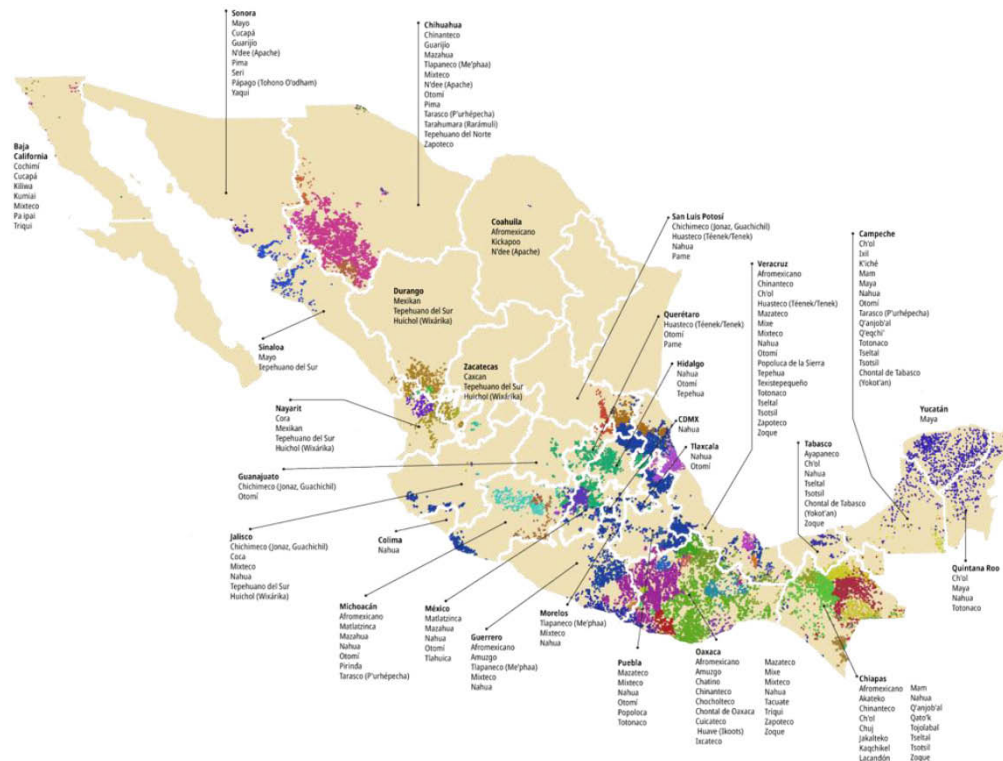 Sonora
Mayo
Cucapá
Guarijío
N'dee (Apache)
Pima
Seri
Pápago (Tohono O'odham)
Yaqui
Chihuahua
Chinanteco
Guarijío
Mazahua
Tlapaneco (Me'phaa)
Mixteco
N'dee (Apache)
Otomí
Pima
Tarasco (P'urhépecha)
Tarahumara (Rarámuli)
Tepehuano del Norte
Zapoteco
Baja
California
Cochimí
Cucapá
Kiliwa
Kumiai
Mixteco
Pa ipai
Triqui
Coahuila
Afromexicano
Kickapoo
N'dee (Apache)
San Luis Potosí
Chichimeco (Jonaz, Guachichil)
Huasteco (Téenek/Tenek)
Nahua
Pame
Veracruz
Afromexicano
Chinanteco
Ch'ol
Huasteco (Téenek/Tenek)
Mazateco
Mixe
Mixteco
Nahua
Otomí
Popoluca de la Sierra
Tepehua
Texistepequeño
Totonaco
Tseltal
Tsotsil
Zapoteco
Zoque
Campeche
Ch'ol
Ixil
K'iché
Mam
Maya
Nahua
Otomí
Tarasco (P'urhépecha)
Q'anjob'al
Q'eqchi'
Totonaco
Tseltal
Tsotsil
Chontal de Tabasco
(Yokot'an)
Durango
Mexikan
Tepehuano del Sur
Huichol (Wixárika)
Querétaro
Huasteco (Téenek/Tenek)
Otomí
Pame
Sinaloa
Mayo
Tepehuano del Sur
Zacatecas
Caxcan
Tepehuano del Sur
Huichol (Wixárika)
Hidalgo
Nahua
Otomí
Tepehua
Nayarit
Cora
Mexikan
Tepehuano del Sur
Huichol (Wixárika)
CDMX
Nahua
Tlaxcala
Nahua
Otomí
Yucatán
Maya
Tabasco
Ayapaneco
Ch'ol
Nahua
Tseltal
Tsotsil
Chontal de Tabasco
(Yokot'an)
Zoque
Guanajuato
Chichimeco (Jonaz, Guachichil)
Otomí
Jalisco
Chichimeco (Jonaz, Guachichil)
Coca
Mixteco
Nahua
Tepehuano del Sur
Huichol (Wixárika)
Colima
Nahua
Quintana Roo
Ch'ol
Maya
Nahua
Totonaco
Michoacán
Afromexicano
Matlatzinca
Mazahua
Nahua
Otomí
Pirinda
Tarasco (P'urhépecha)
México
Matlatzinca
Mazahua
Nahua
Otomí
Tlahuica
Guerrero
Afromexicano
Amuzgo
Tlapaneco (Me'phaa)
Mixteco
Nahua
Morelos
Tlapaneco (Me'phaa)
Mixteco
Nahua
Puebla
Mazateco
Mixteco
Nahua
Otomí
Popoloca
Totonaco
Oaxaca
Afromexicano
Amuzgo
Chatino
Chinanteco
Chocholteco
Chontal de Oaxaca
Cuicateco
Huave (Ikoots)
Ixcateco
Mazateco
Mixe
Mixteco
Nahua
Tacuate
Triqui
Zapoteco
Zoque
Chiapas
Afromexicano
Akateko
Chinanteco
Ch'ol
Chuj
Jakalteko
Kaqchikel
Lacandón
Mam
Nahua
Q'anjob'al
Qato'k
Tojolabal
Tseltal
Tsotsil
Zoque